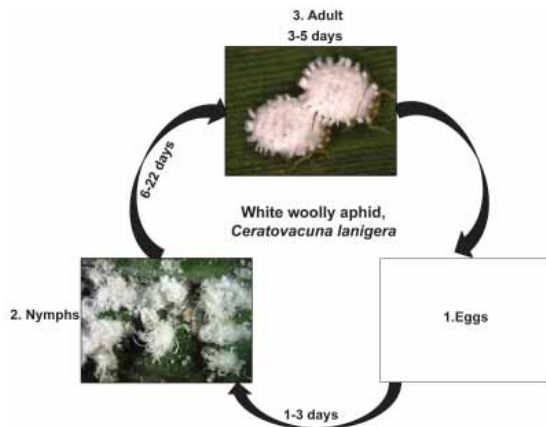 3. Adult
3-5 days
6-22 days
White woolly aphid,
Ceratovacuna lanigera
2. Nymphs
1.Eggs
1-3 days